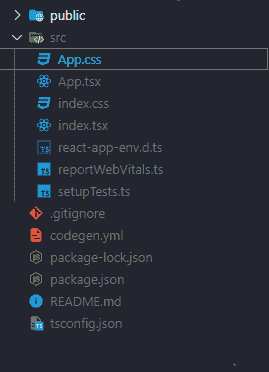 public
src
App.css
App.tsx
index.css
index.tsx
react-app-env.d.ts
reportWebVitals.ts
setupTests.ts
.gitignore
codegen.yml
package-lock.json
package.json
README.md
tsconfig.json